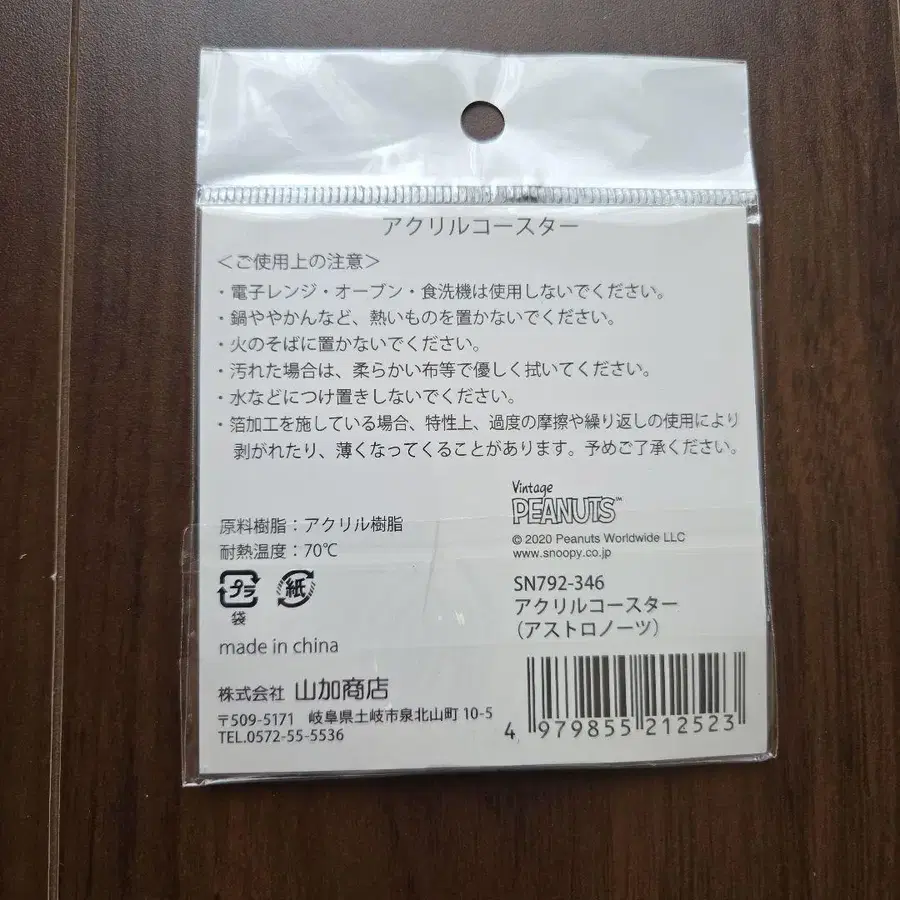 アクリルコースター
＜ご使用上の注意＞
・電子レンジ・オーブン・食洗機は使用しないでください。
・鍋ややかんなど、熱いものを置かないでください。
・火のそばに置かないでください。
・汚れた場合は、柔らかい布等で優しく拭いてください。
・水などにつけ置きしないでください。
・箔加工を施している場合、特性上、過度の摩擦や繰り返しの使用により
剥がれたり、薄くなってくることがあります。予めご了承ください。
原料樹脂：アクリル樹脂
耐熱温度：70℃
プラ 紙
袋
made in china
株式会社 山加商店
〒509-5171 岐阜県土岐市泉北山町 10-5
TEL.0572-55-5536
Vintage
PEANUTS™
© 2020 Peanuts Worldwide LLC
www.snoopy.co.jp
SN792-346
アクリルコースター
（アストロノーツ）
4 979855 212523